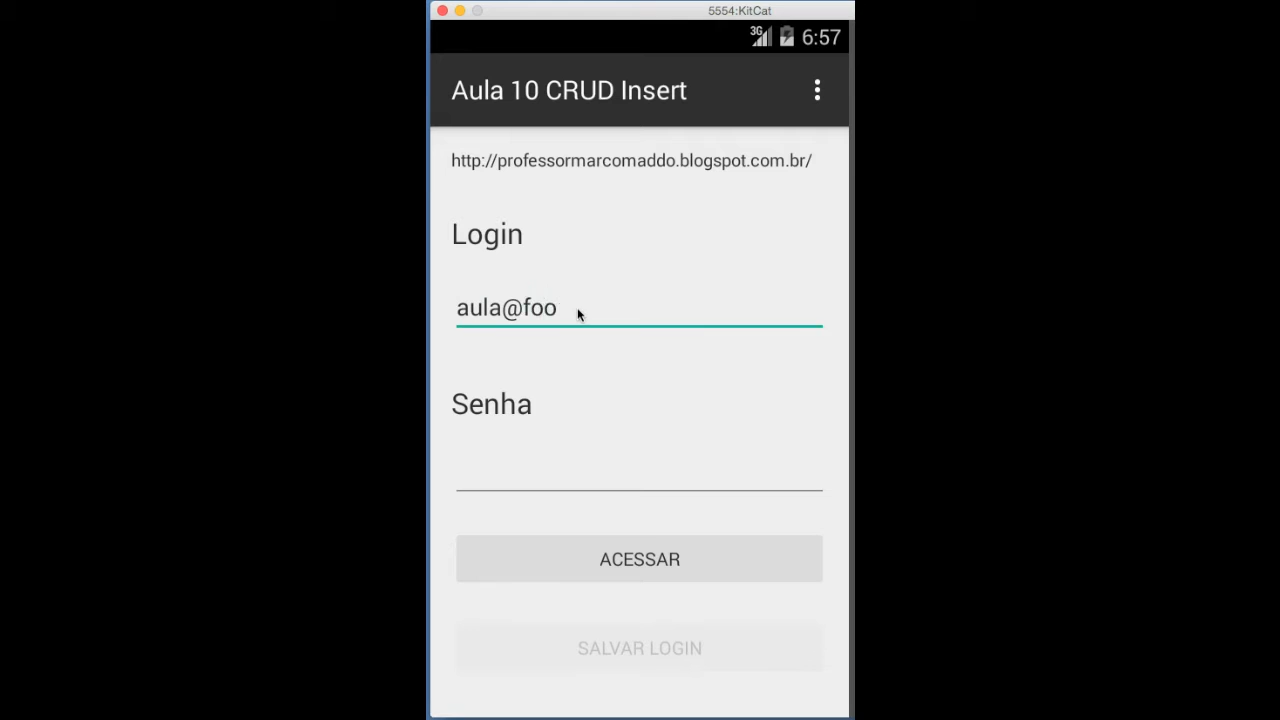 5554:KitCat
3G 6:57
Aula 10 CRUD Insert
http://professormarcomaddo.blogspot.com.br/
Login
aula@foo
Senha
ACESSAR
SALVAR LOGIN